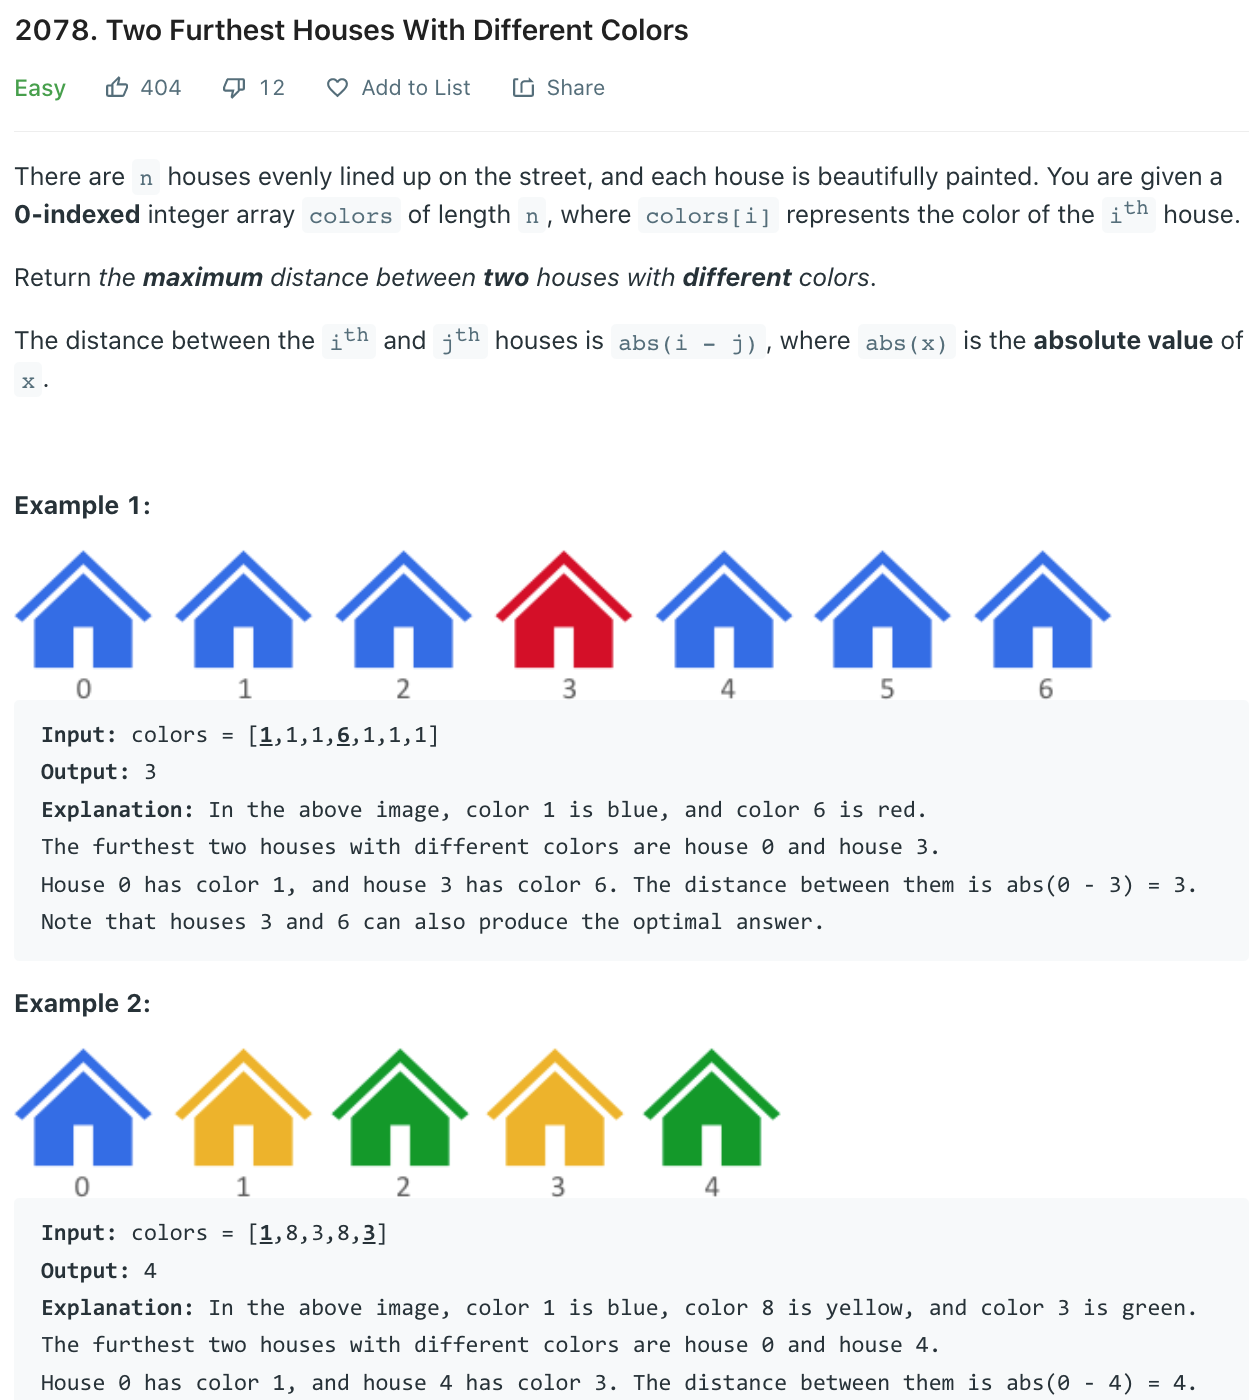 2078. Two Furthest Houses With Different Colors
Easy 404 12 Add to List Share
There are n houses evenly lined up on the street, and each house is beautifully painted. You are given a
0-indexed integer array colors of length n, where colors[i] represents the color of the ith house.
Return the maximum distance between two houses with different colors.
The distance between the ith and jth houses is abs(i - j), where abs(x) is the absolute value of
x.
Example 1:
0 1 2 3 4 5 6
Input: colors = [1,1,1,6,1,1,1]
Output: 3
Explanation: In the above image, color 1 is blue, and color 6 is red.
The furthest two houses with different colors are house 0 and house 3.
House 0 has color 1, and house 3 has color 6. The distance between them is abs(0 - 3) = 3.
Note that houses 3 and 6 can also produce the optimal answer.
Example 2:
0 1 2 3 4
Input: colors = [1,8,3,8,3]
Output: 4
Explanation: In the above image, color 1 is blue, color 8 is yellow, and color 3 is green.
The furthest two houses with different colors are house 0 and house 4.
House 0 has color 1, and house 4 has color 3. The distance between them is abs(0 - 4) = 4.